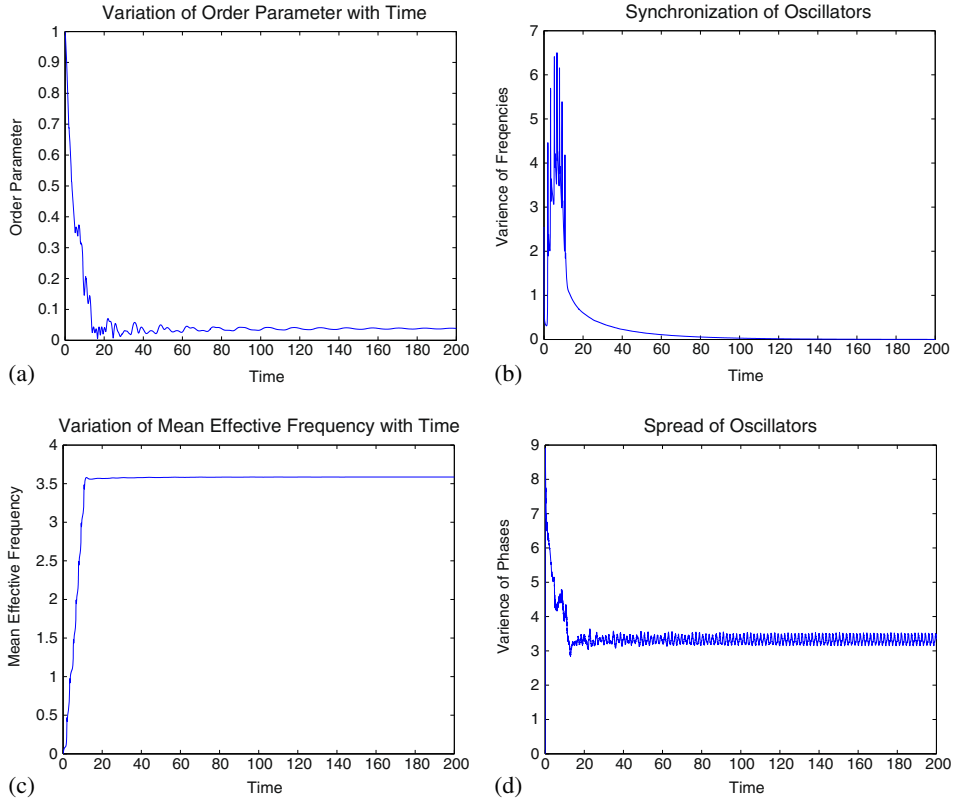 Variation of Order Parameter with Time
1
0.9
0.8
0.7
0.6
0.5
0.4
0.3
0.2
0.1
0
Order Parameter
0 20 40 60 80 100 120 140 160 180 200
Time
(a)
Synchronization of Oscillators
7
6
5
4
3
2
1
0
Varience of Freqencies
0 20 40 60 80 100 120 140 160 180 200
Time
(b)
Variation of Mean Effective Frequency with Time
4
3.5
3
2.5
2
1.5
1
0.5
0
Mean Effective Frequency
0 20 40 60 80 100 120 140 160 180 200
Time
(c)
Spread of Oscillators
9
8
7
6
5
4
3
2
1
0
Varience of Phases
0 20 40 60 80 100 120 140 160 180 200
Time
(d)